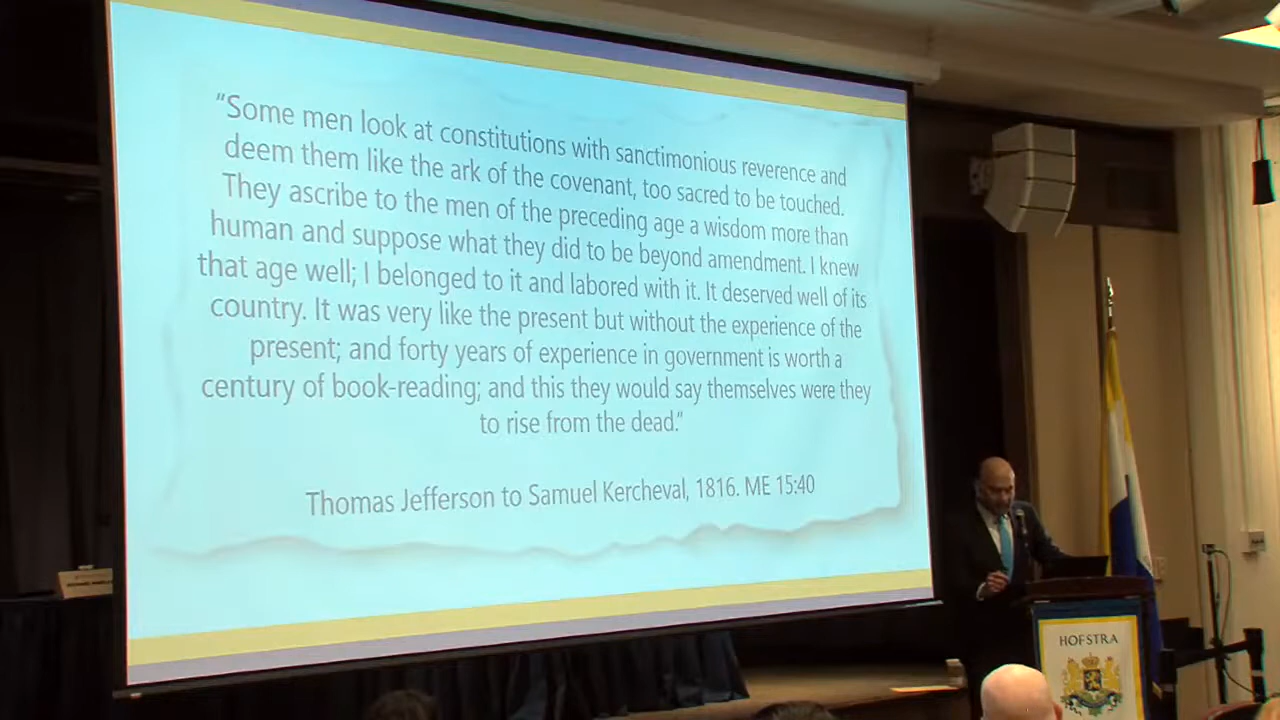 "Some men look at constitutions with sanctimonious reverence and
deem them like the ark of the covenant, too sacred to be touched.
They ascribe to the men of the preceding age a wisdom more than
human and suppose what they did to be beyond amendment. I knew
that age well; I belonged to it and labored with it. It deserved well of its
country. It was very like the present but without the experience of the
present; and forty years of experience in government is worth a
century of book-reading; and this they would say themselves were they
to rise from the dead."
Thomas Jefferson to Samuel Kercheval, 1816. ME 15:40
HOFSTRA